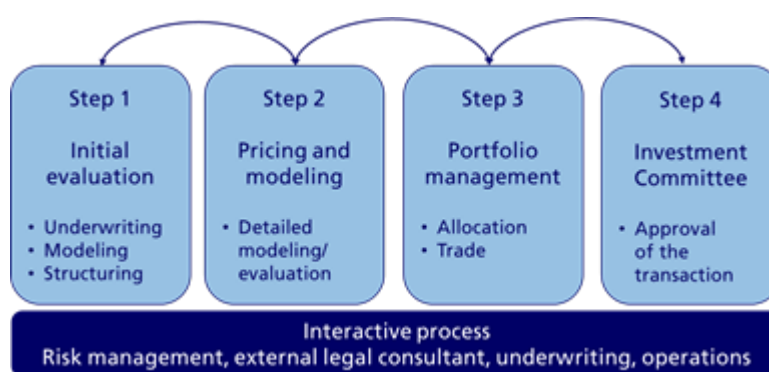 Step 1
Initial
evaluation
• Underwriting
• Modeling
• Structuring
Step 2
Pricing and
modeling
• Detailed
modeling/
evaluation
Step 3
Portfolio
management
• Allocation
• Trade
Step 4
Investment
Committee
• Approval
of the
transaction
Interactive process
Risk management, external legal consultant, underwriting, operations